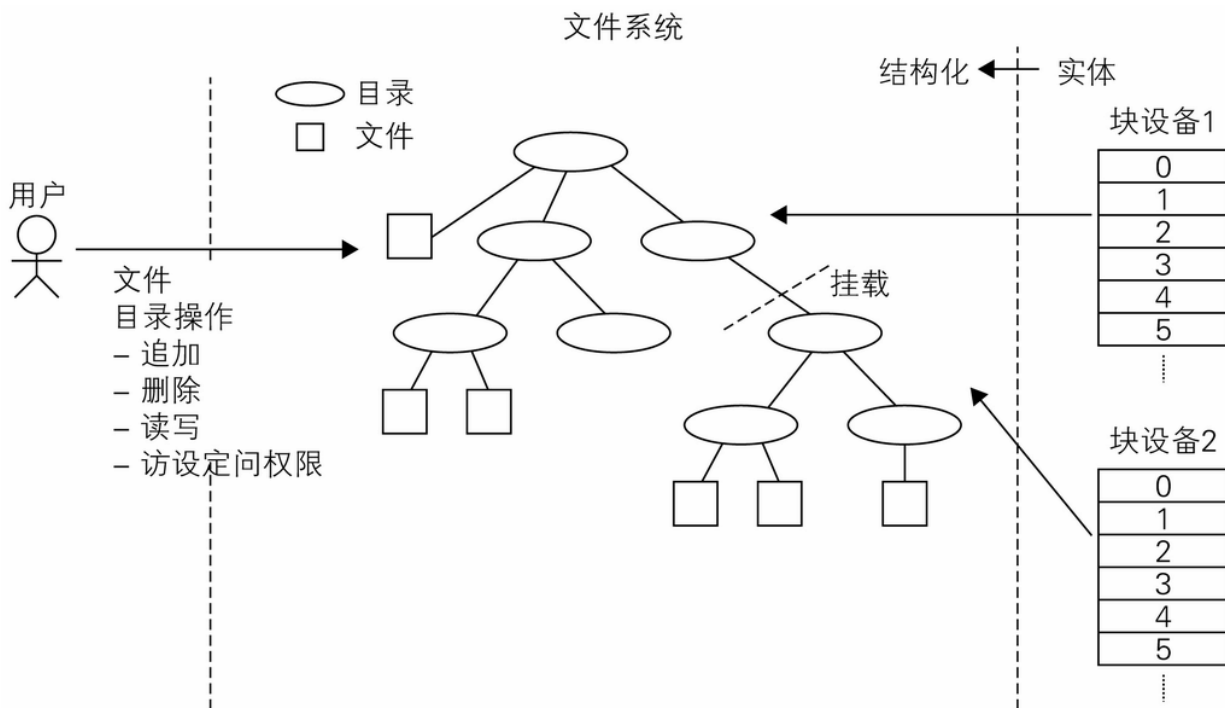 文件系统
结构化
实体
目录
文件
块设备1
0
1
2
3
4
5
用户
文件
目录操作
– 追加
– 删除
– 读写
– 访设定问权限
挂载
块设备2
0
1
2
3
4
5